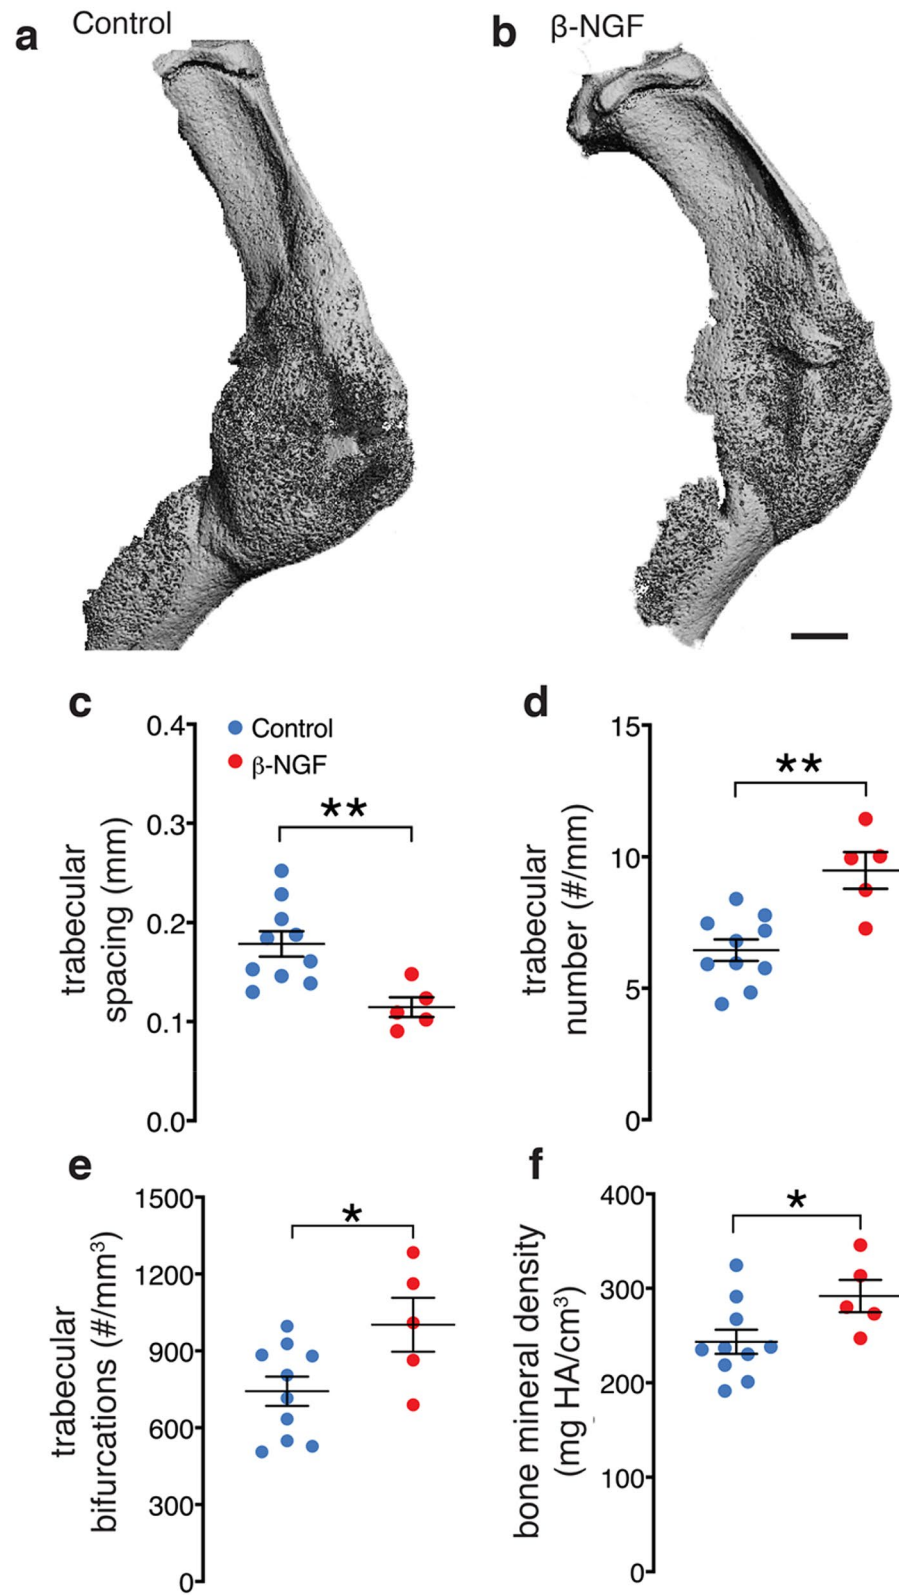 a Control
b β-NGF
c
trabecular
spacing (mm)
0.4
0.3
0.2
0.1
0.0
Control
β-NGF
**
d
trabecular
number (#/mm)
15
10
5
0
**
e
trabecular
bifurcations (#/mm³)
1500
1200
900
600
300
0
*
f
bone mineral density
(mg HA/cm³)
400
300
200
100
0
*